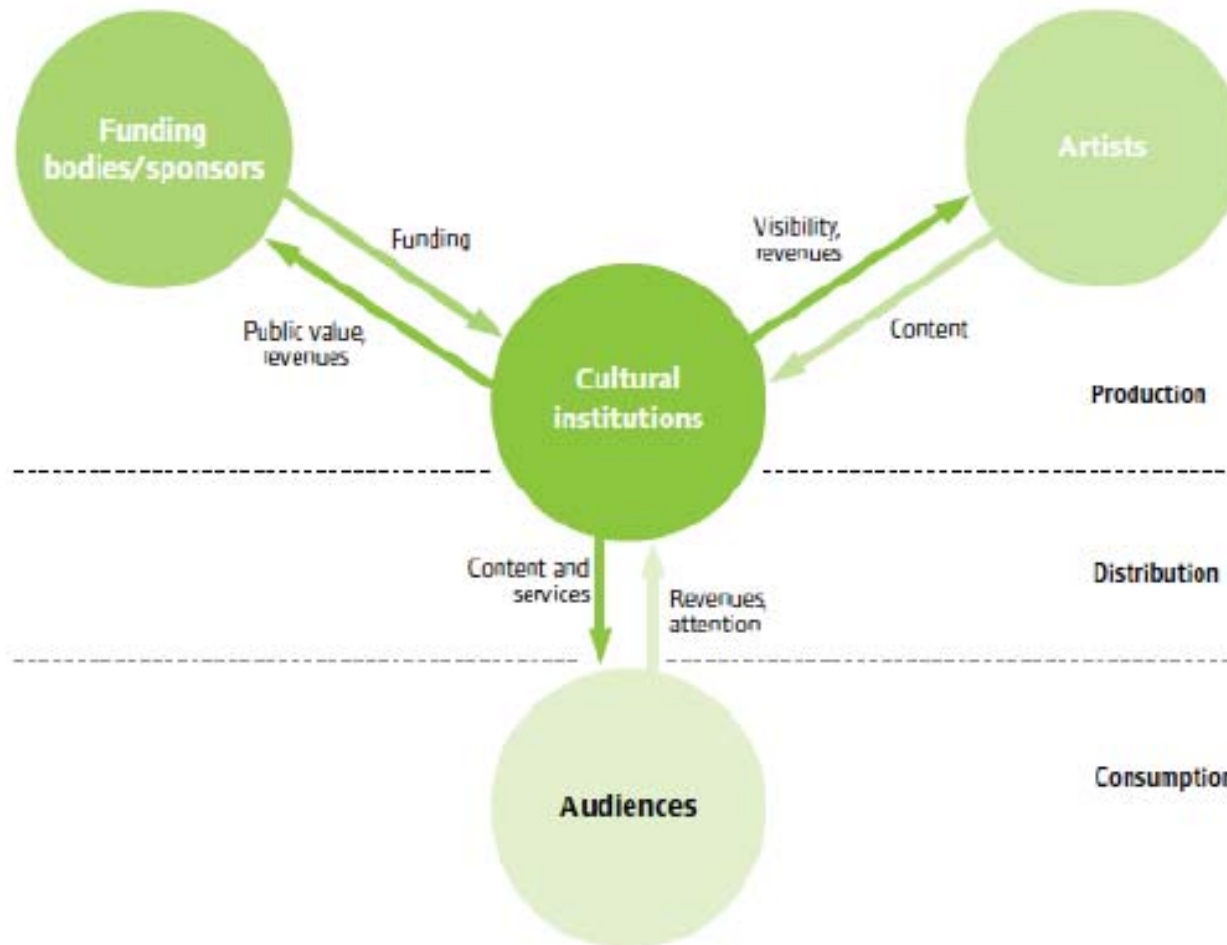 Funding
bodies/sponsors
Artists
Funding
Visibility,
revenues
Public value,
revenues
Content
Cultural
institutions
Production
Content and
services
Revenues,
attention
Distribution
Audiences
Consumption